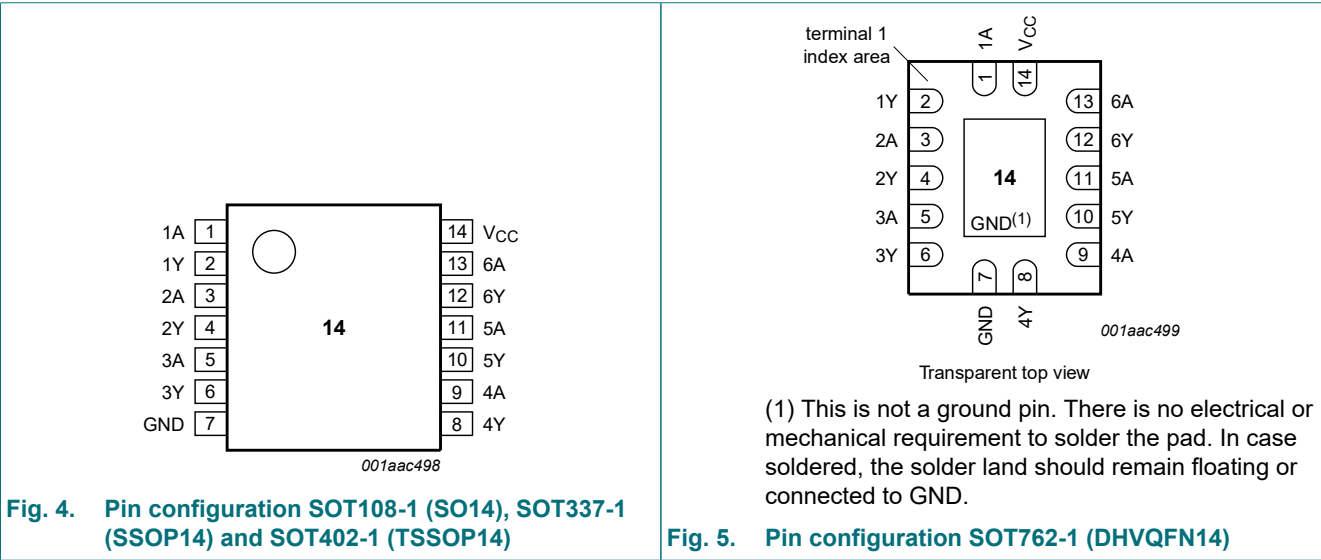 1A 1 14 VCC
1Y 2 13 6A
2A 3 12 6Y
2Y 4 14 11 5A
3A 5 10 5Y
3Y 6 9 4A
GND 7 8 4Y
001aac498
Fig. 4. Pin configuration SOT108-1 (SO14), SOT337-1
(SSOP14) and SOT402-1 (TSSOP14)
terminal 1
index area
1A VCC
1 14
1Y 2 13 6A
2A 3 12 6Y
2Y 4 14 11 5A
3A 5 GND(1) 10 5Y
3Y 6 9 4A
7 8
GND 4Y
001aac499
Transparent top view
(1) This is not a ground pin. There is no electrical or
mechanical requirement to solder the pad. In case
soldered, the solder land should remain floating or
connected to GND.
Fig. 5. Pin configuration SOT762-1 (DHVQFN14)